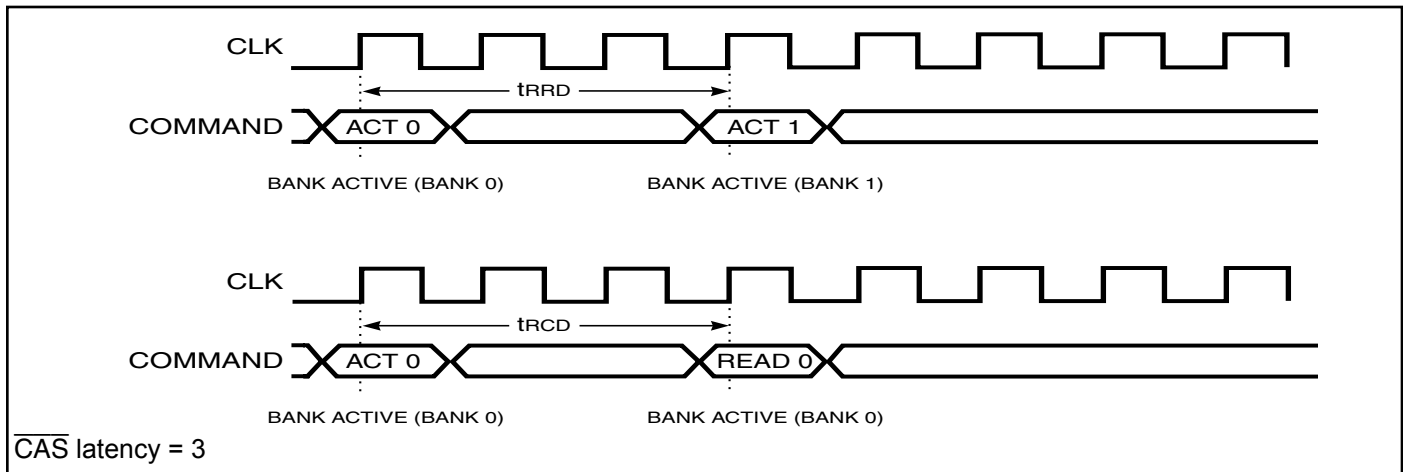 CLK
tRRD
COMMAND ACT 0 ACT 1
BANK ACTIVE (BANK 0) BANK ACTIVE (BANK 1)
CLK
tRCD
COMMAND ACT 0 READ 0
BANK ACTIVE (BANK 0) BANK ACTIVE (BANK 0)
C̅A̅S̅ latency = 3